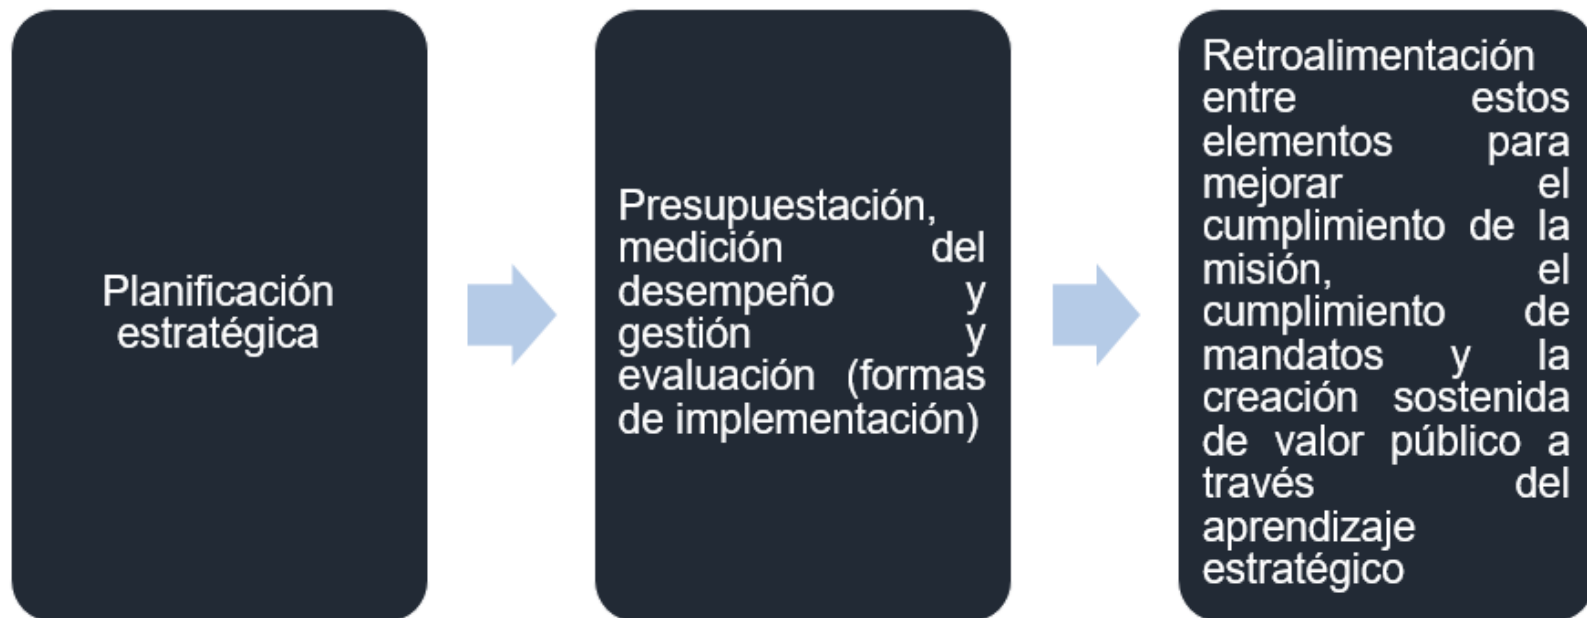 Planificación
estratégica
Presupuestación,
medición del
desempeño y
gestión y
evaluación (formas
de implementación)
Retroalimentación
entre estos
elementos para
mejorar el
cumplimiento de la
misión, el
cumplimiento de
mandatos y la
creación sostenida
de valor público a
través del
aprendizaje
estratégico